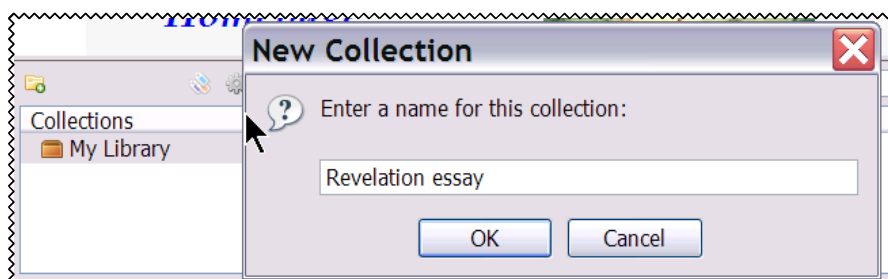 New Collection
Enter a name for this collection:
Collections
My Library
Revelation essay
OK Cancel